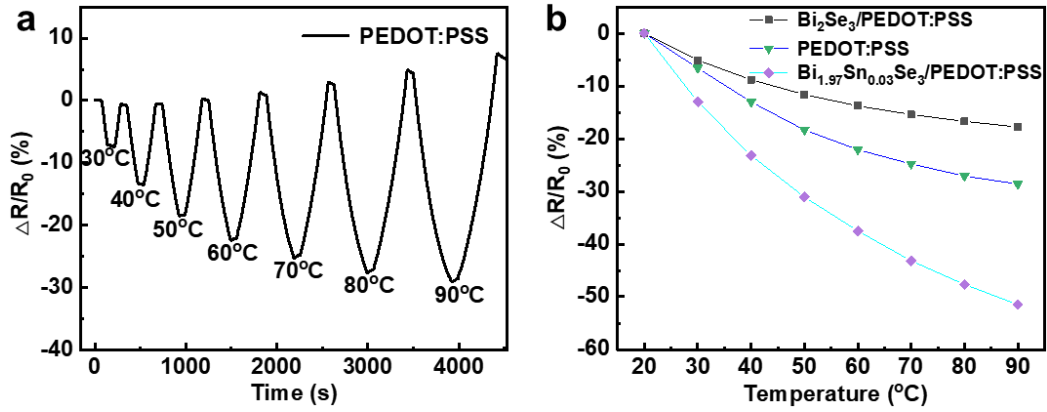 a
PEDOT:PSS
10
0
-10
-20
-30
-40
△R/R₀ (%)
30°C
40°C
50°C
60°C
70°C
80°C
90°C
0
1000
2000
3000
4000
Time (s)
b
Bi₂Se₃/PEDOT:PSS
PEDOT:PSS
Bi₁.₉₇Sn₀.₀₃Se₃/PEDOT:PSS
0
-10
-20
-30
-40
-50
-60
△R/R₀ (%)
20
30
40
50
60
70
80
90
Temperature (°C)